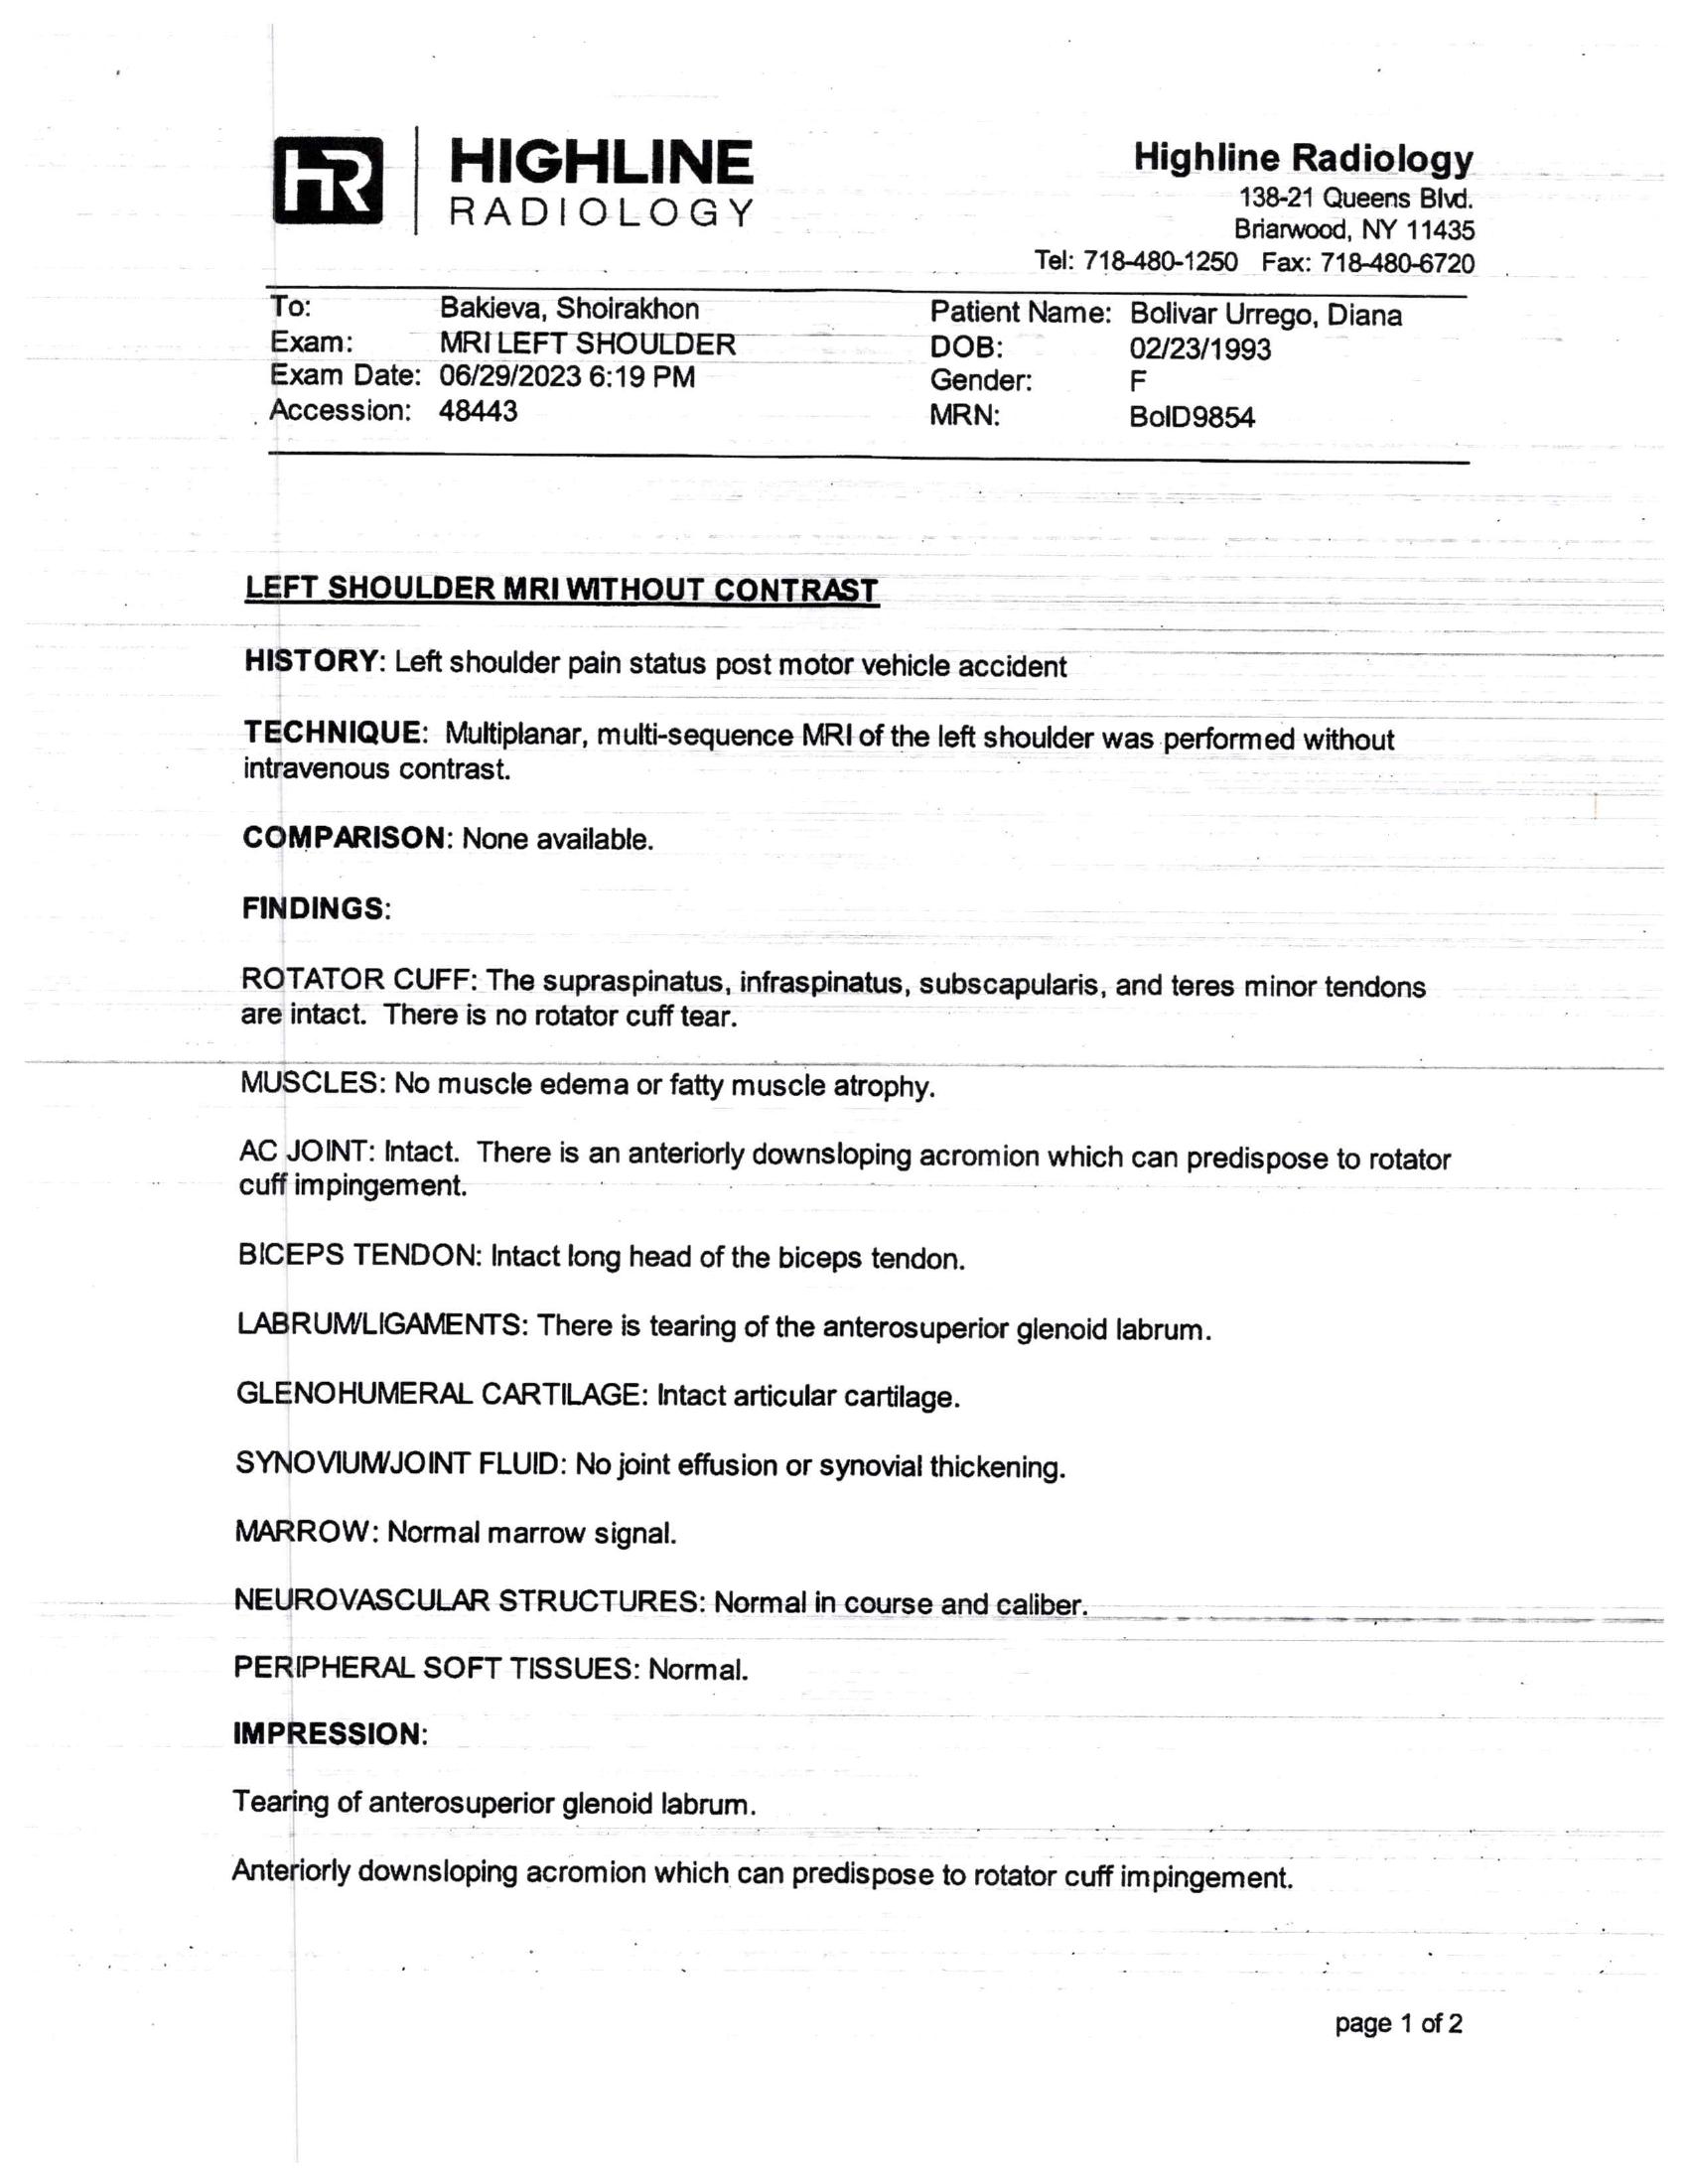 HR
HIGHLINE
RADIOLOGY
Highline Radiology
138-21 Queens Blvd.
Briarwood, NY 11435
Tel: 718-480-1250 Fax: 718-480-6720
To: Bakieva, Shoirakhon Patient Name: Bolivar Urrego, Diana
Exam: MRI LEFT SHOULDER DOB: 02/23/1993
Exam Date: 06/29/2023 6:19 PM Gender: F
Accession: 48443 MRN: BolD9854
LEFT SHOULDER MRI WITHOUT CONTRAST
HISTORY: Left shoulder pain status post motor vehicle accident
TECHNIQUE: Multiplanar, multi-sequence MRI of the left shoulder was performed without
intravenous contrast.
COMPARISON: None available.
FINDINGS:
ROTATOR CUFF: The supraspinatus, infraspinatus, subscapularis, and teres minor tendons
are intact. There is no rotator cuff tear.
MUSCLES: No muscle edema or fatty muscle atrophy.
AC JOINT: Intact. There is an anteriorly downsloping acromion which can predispose to rotator
cuff impingement.
BICEPS TENDON: Intact long head of the biceps tendon.
LABRUM/LIGAMENTS: There is tearing of the anterosuperior glenoid labrum.
GLENOHUMERAL CARTILAGE: Intact articular cartilage.
SYNOVIUM/JOINT FLUID: No joint effusion or synovial thickening.
MARROW: Normal marrow signal.
NEUROVASCULAR STRUCTURES: Normal in course and caliber.
PERIPHERAL SOFT TISSUES: Normal.
IMPRESSION:
Tearing of anterosuperior glenoid labrum.
Anteriorly downsloping acromion which can predispose to rotator cuff impingement.
page 1 of 2